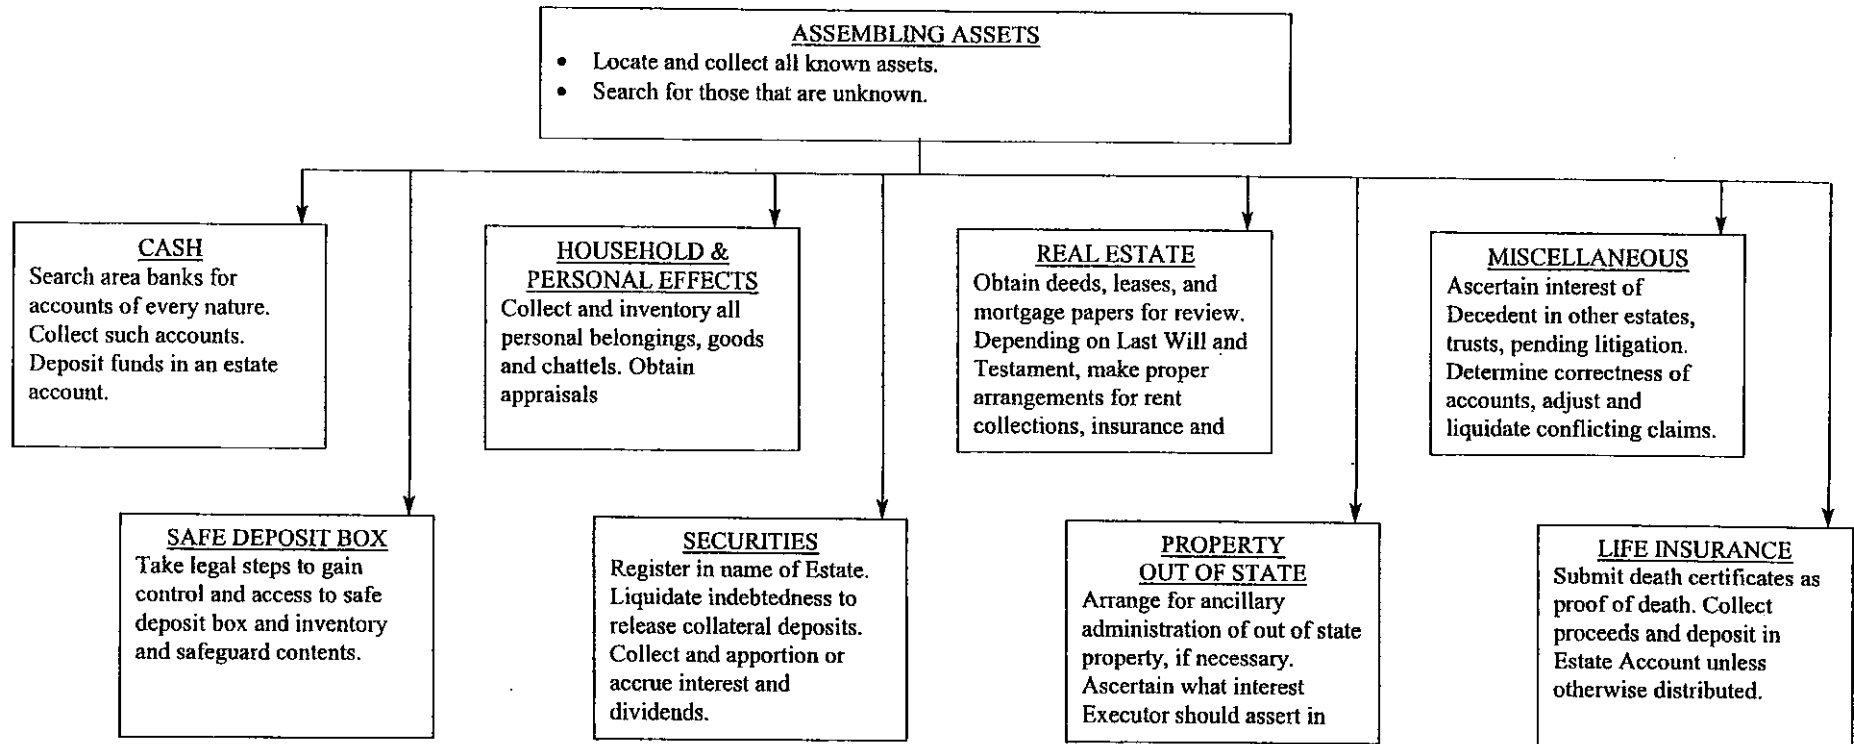 ASSEMBLING ASSETS
• Locate and collect all known assets.
• Search for those that are unknown.
CASH
Search area banks for
accounts of every nature.
Collect such accounts.
Deposit funds in an estate
account.
HOUSEHOLD &
PERSONAL EFFECTS
Collect and inventory all
personal belongings, goods
and chattels. Obtain
appraisals
REAL ESTATE
Obtain deeds, leases, and
mortgage papers for review.
Depending on Last Will and
Testament, make proper
arrangements for rent
collections, insurance and
MISCELLANEOUS
Ascertain interest of
Decedent in other estates,
trusts, pending litigation.
Determine correctness of
accounts, adjust and
liquidate conflicting claims.
SAFE DEPOSIT BOX
Take legal steps to gain
control and access to safe
deposit box and inventory
and safeguard contents.
SECURITIES
Register in name of Estate.
Liquidate indebtedness to
release collateral deposits.
Collect and apportion or
accrue interest and
dividends.
PROPERTY
OUT OF STATE
Arrange for ancillary
administration of out of state
property, if necessary.
Ascertain what interest
Executor should assert in
LIFE INSURANCE
Submit death certificates as
proof of death. Collect
proceeds and deposit in
Estate Account unless
otherwise distributed.